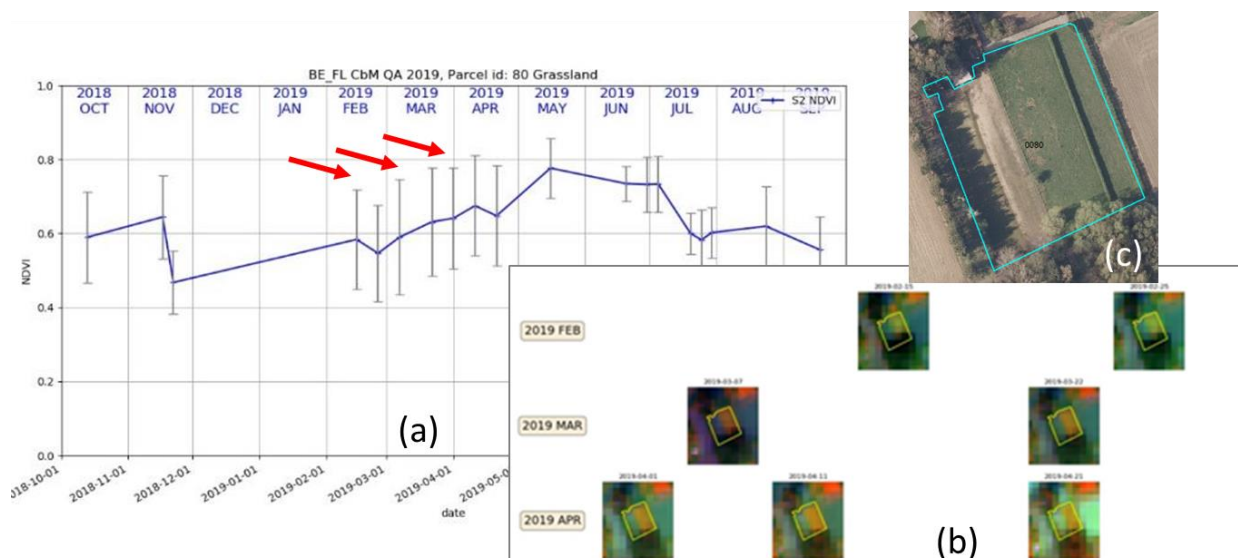 BE_FL CbM QA 2019, Parcel id: 80 Grassland
2018 2018 2018 2019 2019 2019 2019 2019 2019 2019 2019
OCT NOV DEC JAN FEB MAR APR MAY JUN JUL AUG SEP
S2 NDVI
1.0
0.8
0.6
0.4
0.2
0.0
NDVI
2018-11-01
2018-12-01
2019-01-01
2019-02-01
2019-03-01
2019-04-01
date
(a)
0080
(c)
2019-02-15 2019-02-25
2019 FEB
2019-03-07 2019-03-22
2019 MAR
2019-04-01 2019-04-11 2019-04-21
2019 APR
(b)